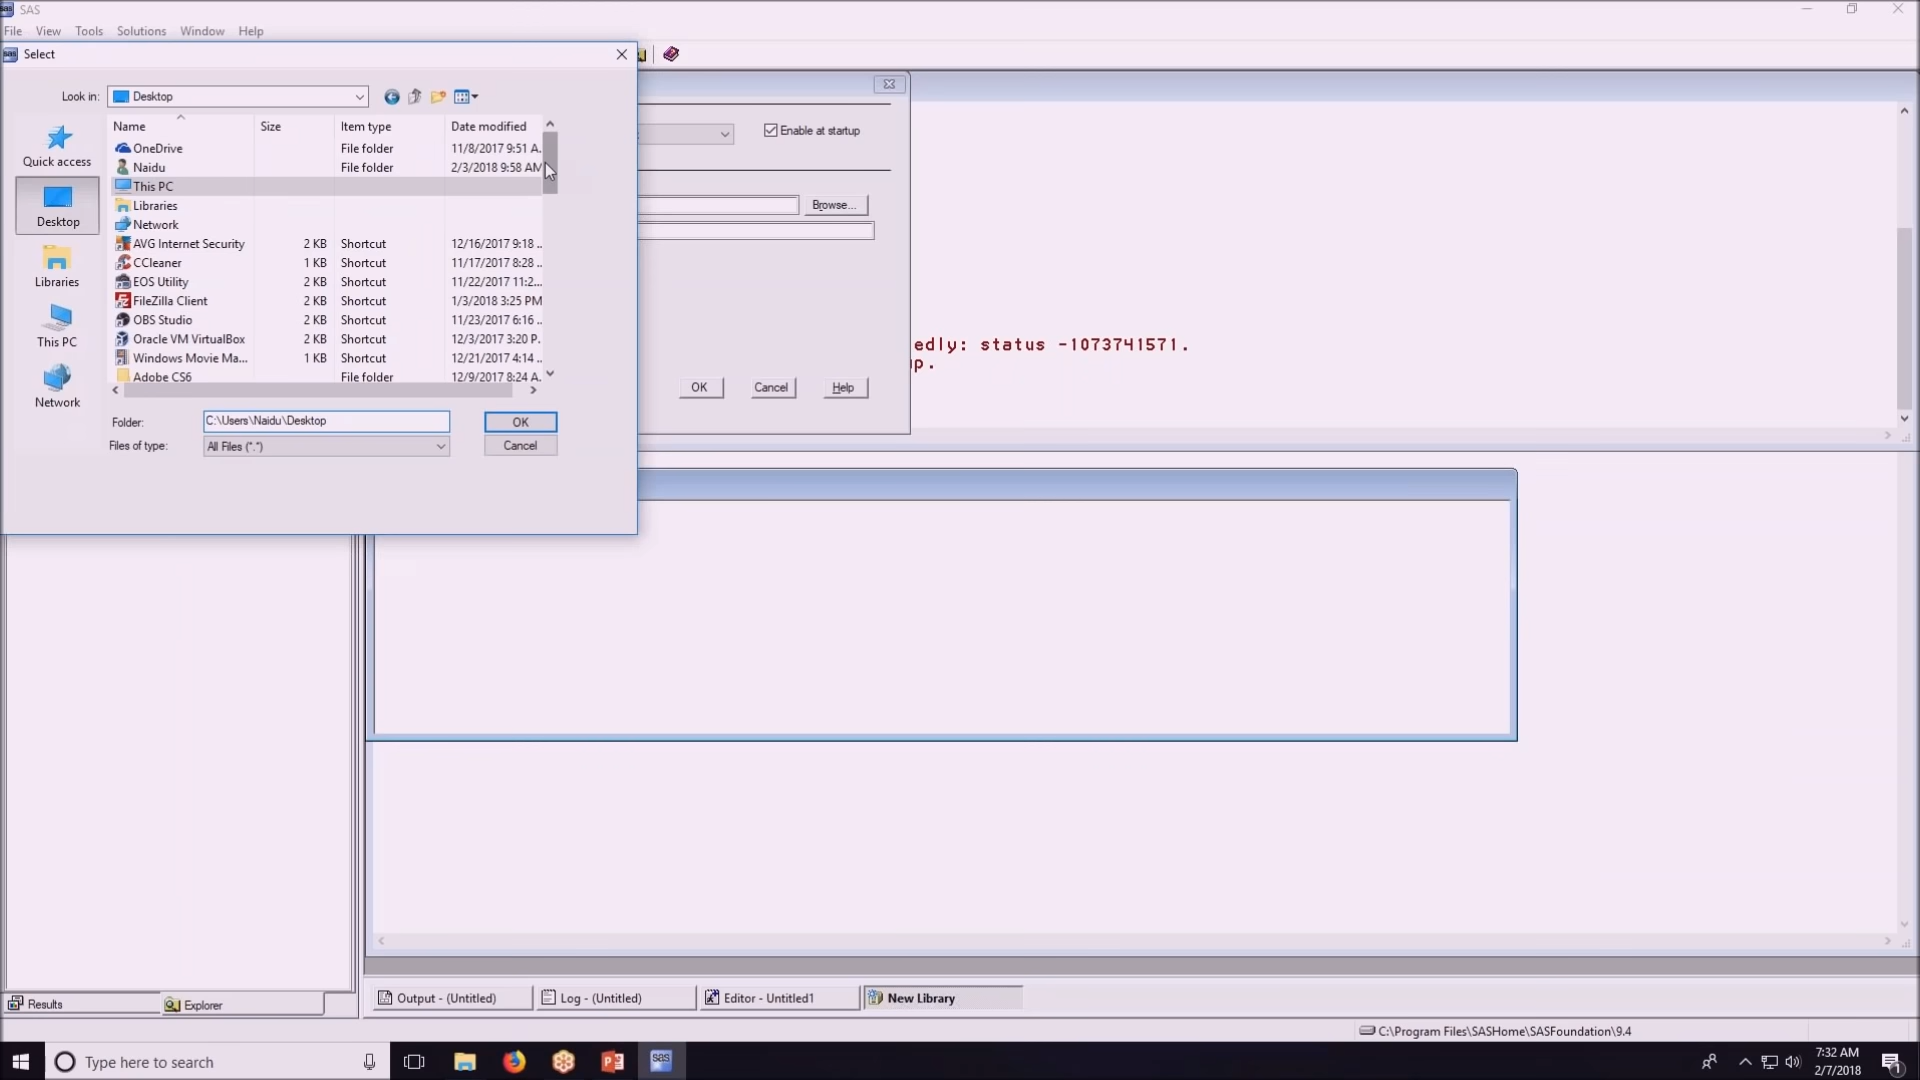 SAS
File View Tools Solutions Window Help
Select
Look in: Desktop
Name Size Item type Date modified
OneDrive File folder 11/8/2017 9:51 A.
Naidu File folder 2/3/2018 9:58 AM
This PC
Libraries
Network
AVG Internet Security 2 KB Shortcut 12/16/2017 9:18 ..
CCleaner 1 KB Shortcut 11/17/2017 8:28 ..
EOS Utility 2 KB Shortcut 11/22/2017 11:2...
FileZilla Client 2 KB Shortcut 1/3/2018 3:25 PM
OBS Studio 2 KB Shortcut 11/23/2017 6:16 ..
Oracle VM VirtualBox 2 KB Shortcut 12/3/2017 3:20 P.
Windows Movie Ma... 1 KB Shortcut 12/21/2017 4:14 ..
Adobe CS6 File folder 12/9/2017 8:24 A.
Quick access
Desktop
Libraries
This PC
Network
Folder: C:\Users\Naidu\Desktop OK
Files of type: All Files (*.*) Cancel
Enable at startup
Browse...
OK Cancel Help
edly: status -1073741571.
up.
Results Explorer
Output - (Untitled) Log - (Untitled) Editor - Untitled1 New Library
C:\Program Files\SASHome\SASFoundation\9.4
Type here to search
sas
7:32 AM
2/7/2018
1